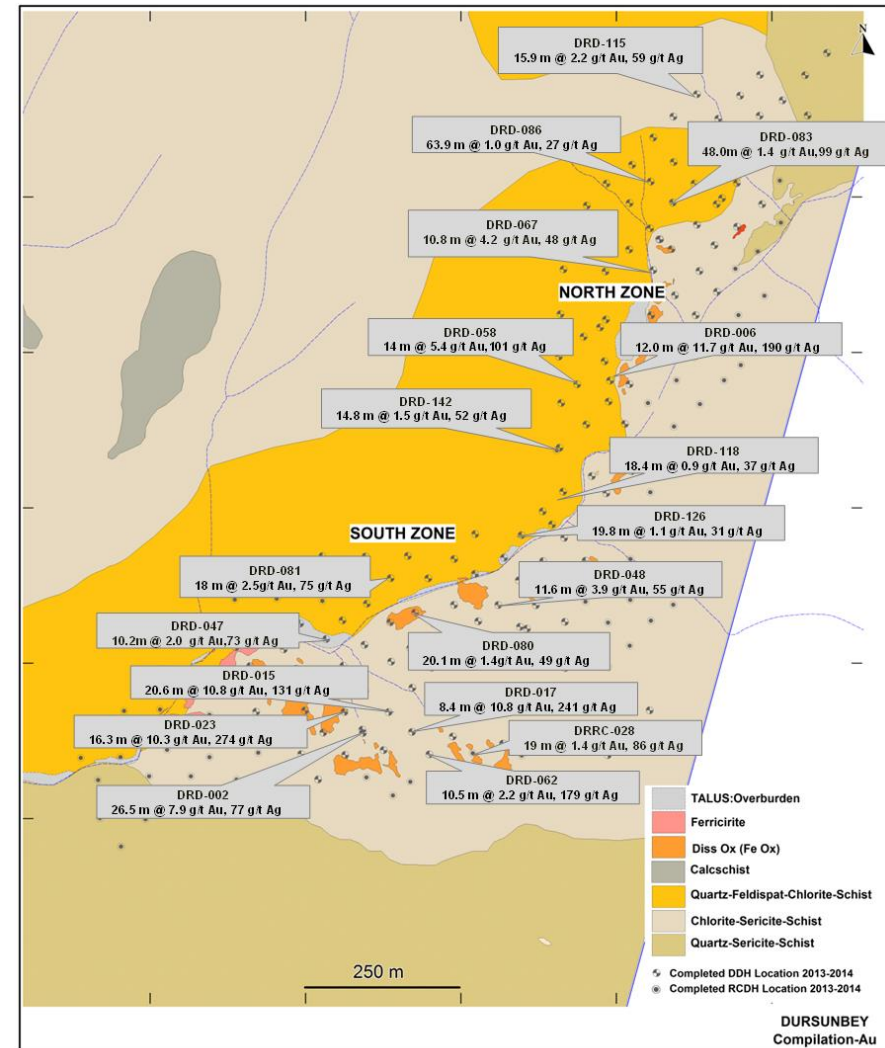 DRD-115
15.9 m @ 2.2 g/t Au, 59 g/t Ag
DRD-086
63.9 m @ 1.0 g/t Au, 27 g/t Ag
DRD-083
48.0m @ 1.4 g/t Au,99 g/t Ag
DRD-067
10.8 m @ 4.2 g/t Au, 48 g/t Ag
NORTH ZONE
DRD-058
14 m @ 5.4 g/t Au,101 g/t Ag
DRD-006
12.0 m @ 11.7 g/t Au, 190 g/t Ag
DRD-142
14.8 m @ 1.5 g/t Au, 52 g/t Ag
DRD-118
18.4 m @ 0.9 g/t Au, 37 g/t Ag
DRD-126
19.8 m @ 1.1 g/t Au, 31 g/t Ag
SOUTH ZONE
DRD-081
18 m @ 2.5g/t Au, 75 g/t Ag
DRD-048
11.6 m @ 3.9 g/t Au, 55 g/t Ag
DRD-047
10.2m @ 2.0 g/t Au,73 g/t Ag
DRD-080
20.1 m @ 1.4g/t Au, 49 g/t Ag
DRD-015
20.6 m @ 10.8 g/t Au, 131 g/t Ag
DRD-017
8.4 m @ 10.8 g/t Au, 241 g/t Ag
DRD-023
16.3 m @ 10.3 g/t Au, 274 g/t Ag
DRRC-028
19 m @ 1.4 g/t Au, 86 g/t Ag
DRD-002
26.5 m @ 7.9 g/t Au, 77 g/t Ag
DRD-062
10.5 m @ 2.2 g/t Au, 179 g/t Ag
TALUS:Overburden
Ferricirite
Diss Ox (Fe Ox)
Calcschist
Quartz-Feldispat-Chlorite-Schist
Chlorite-Sericite-Schist
Quartz-Sericite-Schist
Completed DDH Location 2013-2014
Completed RCDH Location 2013-2014
250 m
DURSUNBEY
Compilation-Au